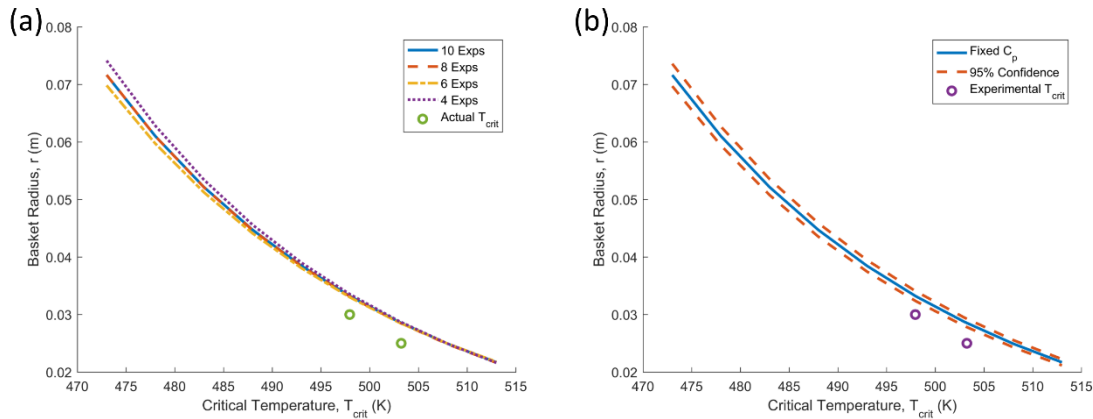 (a)
0.08
0.07
0.06
0.05
0.04
0.03
0.02
Basket Radius, r (m)
470 475 480 485 490 495 500 505 510 515
Critical Temperature, T_crit (K)
10 Exps
8 Exps
6 Exps
4 Exps
Actual T_crit
(b)
0.08
0.07
0.06
0.05
0.04
0.03
0.02
Basket Radius, r (m)
470 475 480 485 490 495 500 505 510 515
Critical Temperature, T_crit (K)
Fixed C_p
95% Confidence
Experimental T_crit